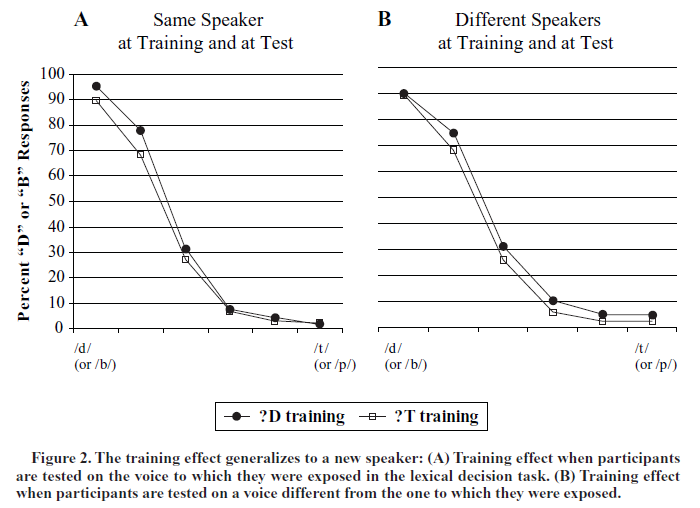 A
Same Speaker
at Training and at Test
B
Different Speakers
at Training and at Test
Percent “D” or “B” Responses
100
90
80
70
60
50
40
30
20
10
0
/d/
(or /b/)
/t/
(or /p/)
/d/
(or /b/)
/t/
(or /p/)
?D training
?T training
Figure 2. The training effect generalizes to a new speaker: (A) Training effect when participants
are tested on the voice to which they were exposed in the lexical decision task. (B) Training effect
when participants are tested on a voice different from the one to which they were exposed.